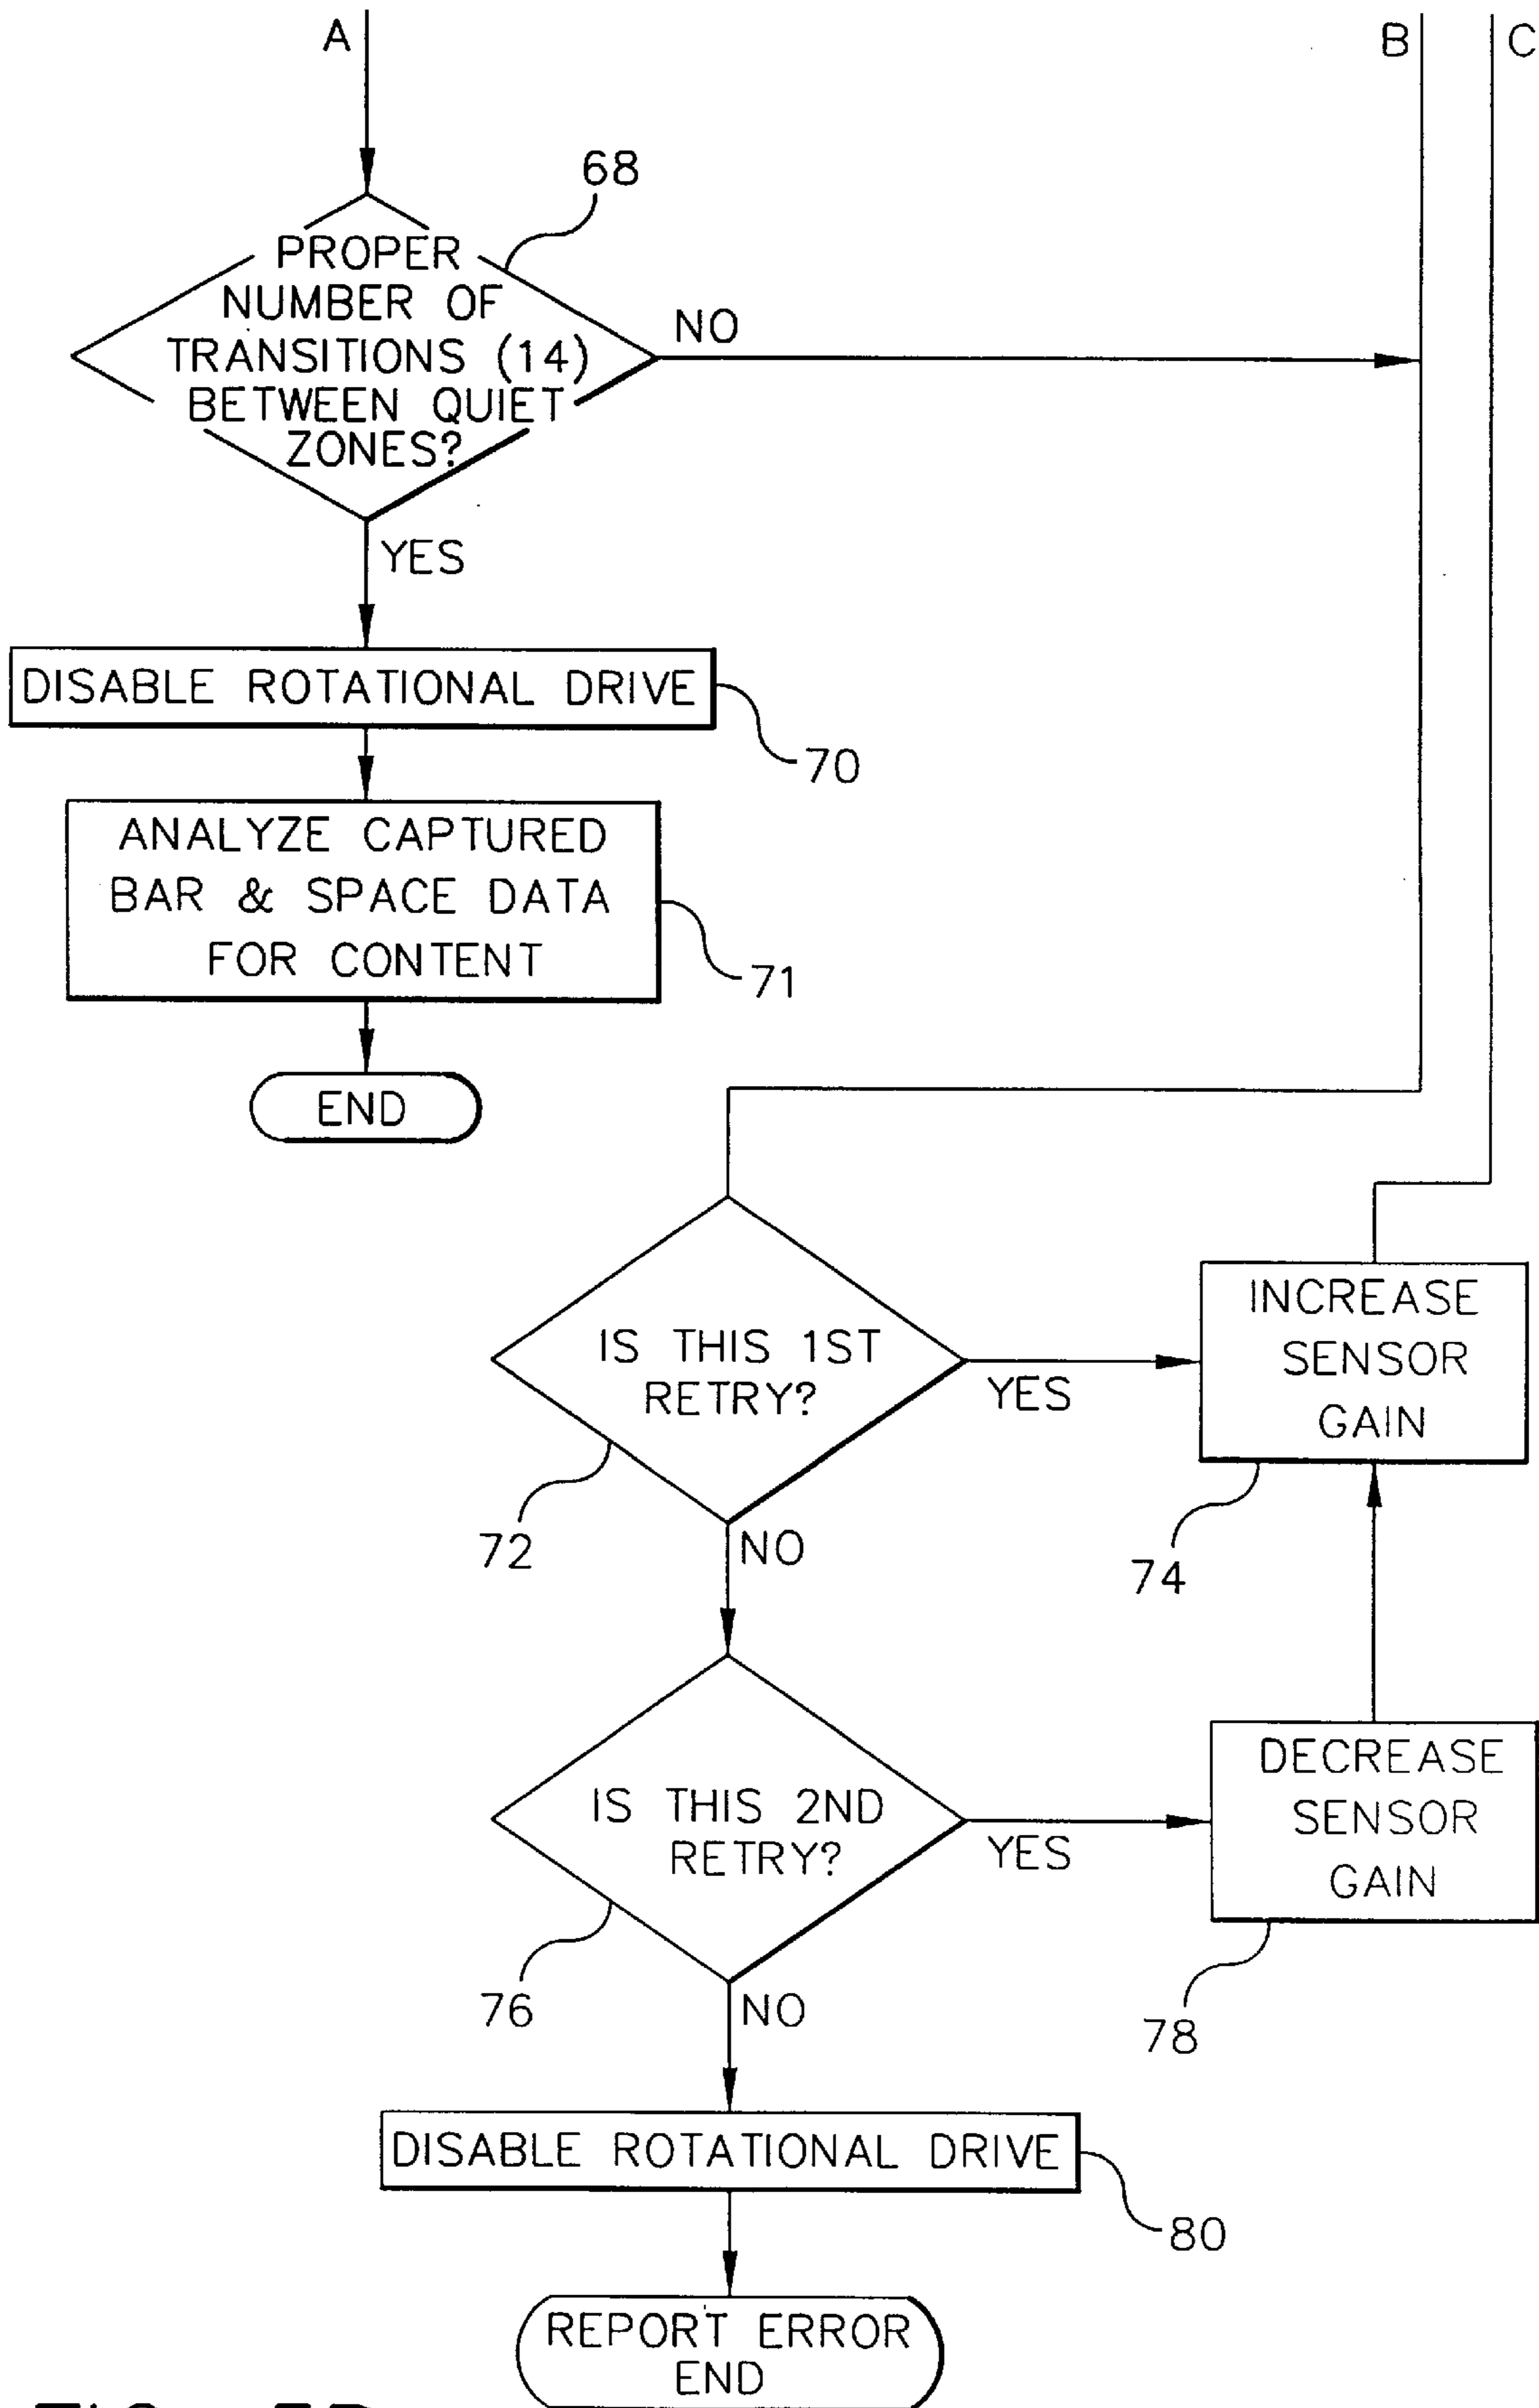 A
B
C
68
PROPER
NUMBER OF
TRANSITIONS (14)
BETWEEN QUIET
ZONES?
NO
YES
DISABLE ROTATIONAL DRIVE
70
ANALYZE CAPTURED
BAR & SPACE DATA
FOR CONTENT
71
END
IS THIS 1ST
RETRY?
YES
72
NO
INCREASE
SENSOR
GAIN
74
IS THIS 2ND
RETRY?
YES
76
NO
DECREASE
SENSOR
GAIN
78
DISABLE ROTATIONAL DRIVE
80
REPORT ERROR
END